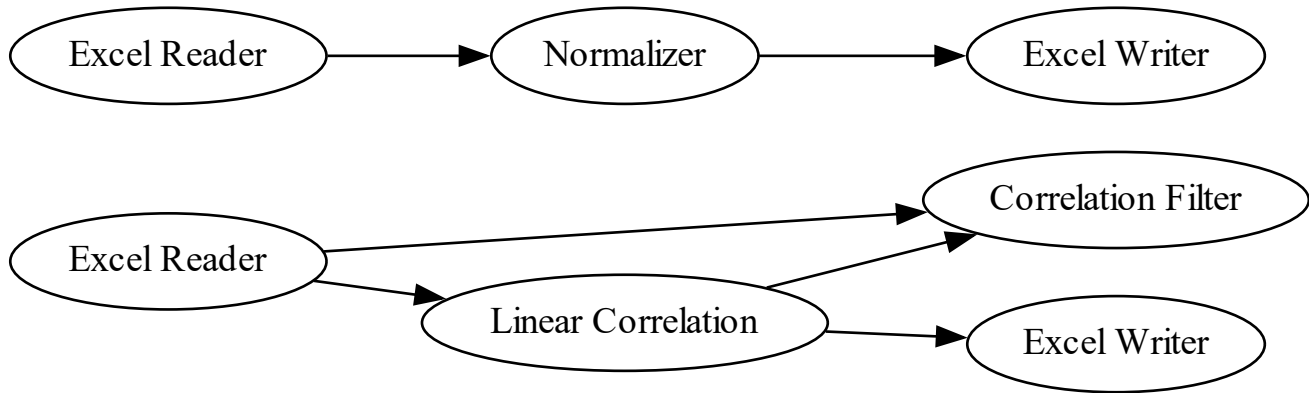 Excel Reader
Normalizer
Excel Writer
Correlation Filter
Excel Reader
Linear Correlation
Excel Writer